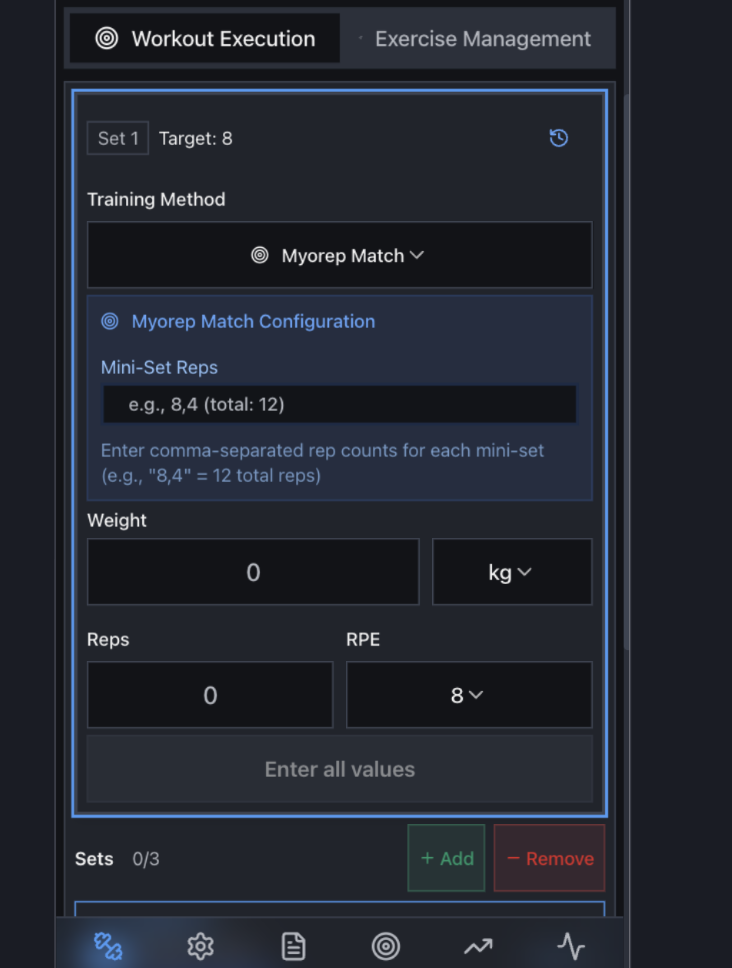 Workout Execution
Exercise Management
Set 1 Target: 8
Training Method
Myorep Match
Myorep Match Configuration
Mini-Set Reps
e.g., 8,4 (total: 12)
Enter comma-separated rep counts for each mini-set
(e.g., "8,4" = 12 total reps)
Weight
0 kg
Reps RPE
0 8
Enter all values
Sets 0/3 + Add − Remove